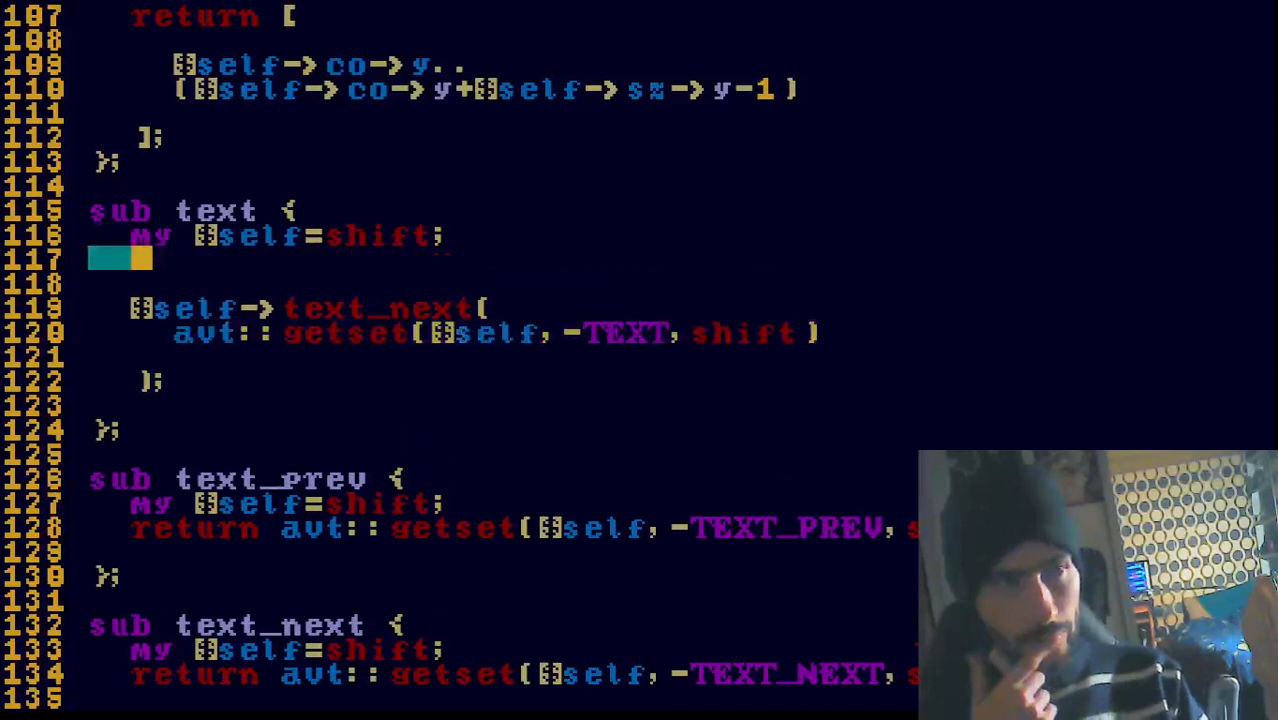 107 return [
108
109 $self->co->y..
110 ($self->co->y+$self->sz->y-1 )
111
112 ];
113 };
114
115 sub text {
116 my $self=shift;
117
118
119 $self->text_next(
120 avt::getset($self, -TEXT, shift )
121
122 );
123
124 };
125
126 sub text_prev {
127 my $self=shift;
128 return avt::getset($self, -TEXT_PREV, s
129
130 };
131
132 sub text_next {
133 my $self=shift;
134 return avt::getset($self, -TEXT_NEXT, s
135